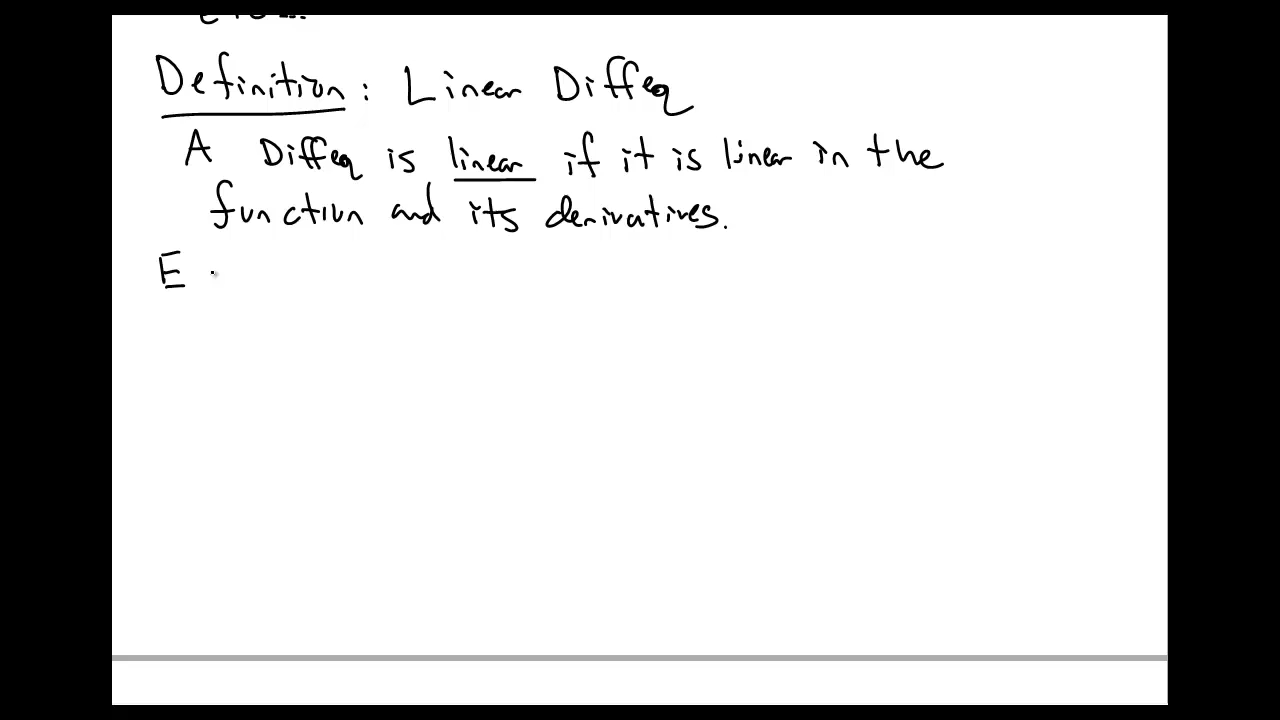 Definition: Linear Diffeq
A Diffeq is linear if it is linear in the
function and its derivatives.
E